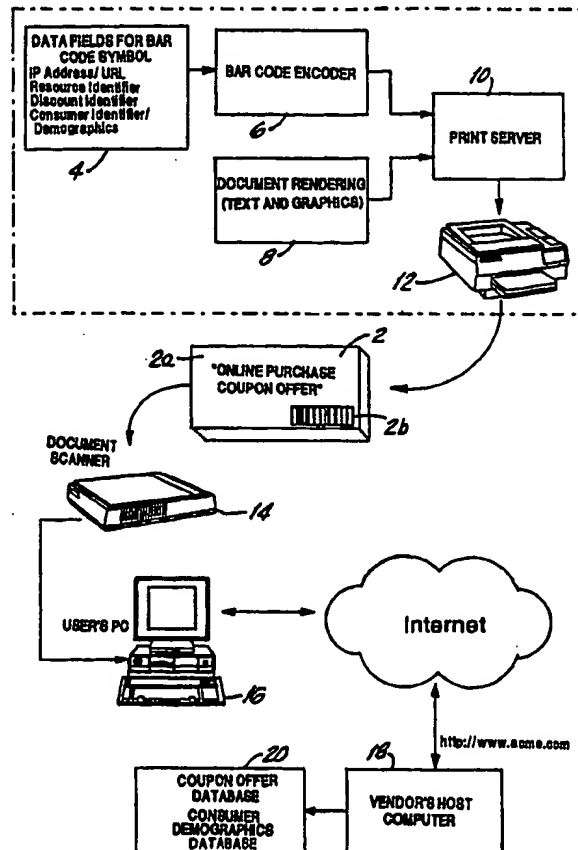 DATA FIELDS FOR BAR
CODE SYMBOL
IP Address/ URL
Resource Identifier
Discount Identifier
Consumer Identifier/
Demographics
4
BAR CODE ENCODER
6
DOCUMENT RENDERING
(TEXT AND GRAPHICS)
8
10
PRINT SERVER
12
2a
2
"ONLINE PURCHASE
COUPON OFFER"
2b
DOCUMENT
SCANNER
14
USER'S PC
16
Internet
http://www.acme.com
20
COUPON OFFER
DATABASE
CONSUMER
DEMOGRAPHICS
DATABASE
18
VENDOR'S HOST
COMPUTER